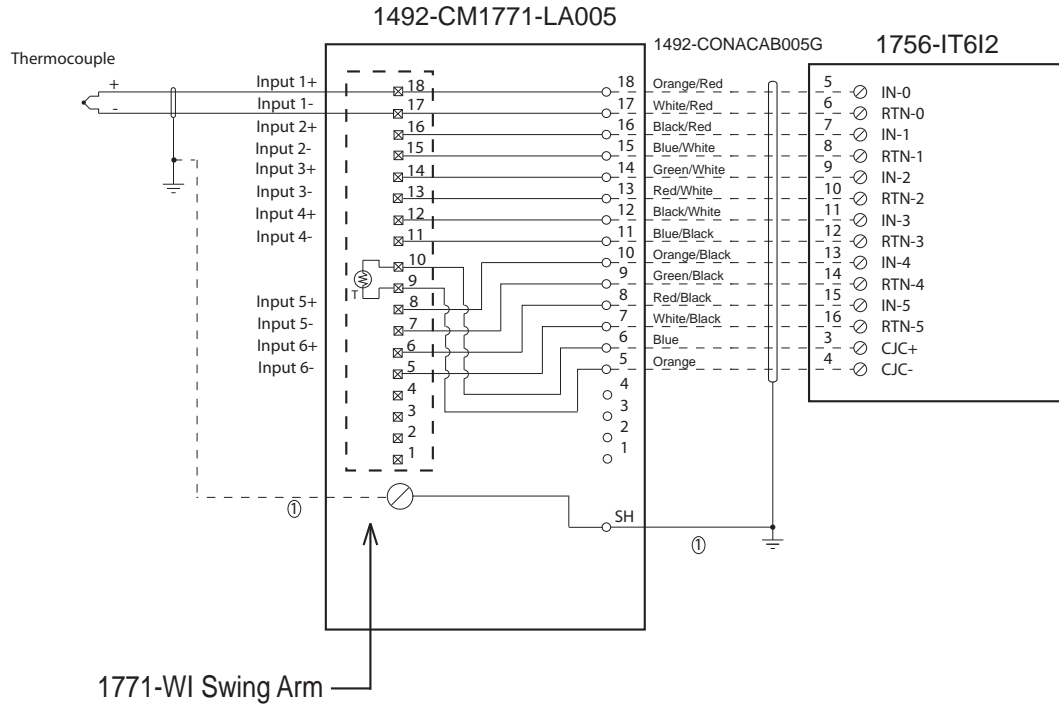 1492-CM1771-LA005
1492-CONACAB005G
1756-IT6I2
Thermocouple
+
-
Input 1+
Input 1-
Input 2+
Input 2-
Input 3+
Input 3-
Input 4+
Input 4-
Input 5+
Input 5-
Input 6+
Input 6-
18
17
16
15
14
13
12
11
10
9
8
7
6
5
4
3
2
1
T
18
17
16
15
14
13
12
11
10
9
8
7
6
5
4
3
2
1
SH
Orange/Red
White/Red
Black/Red
Blue/White
Green/White
Red/White
Black/White
Blue/Black
Orange/Black
Green/Black
Red/Black
White/Black
Blue
Orange
5 IN-0
6 RTN-0
7 IN-1
8 RTN-1
9 IN-2
10 RTN-2
11 IN-3
12 RTN-3
13 IN-4
14 RTN-4
15 IN-5
16 RTN-5
3 CJC+
4 CJC-
①
①
1771-WI Swing Arm